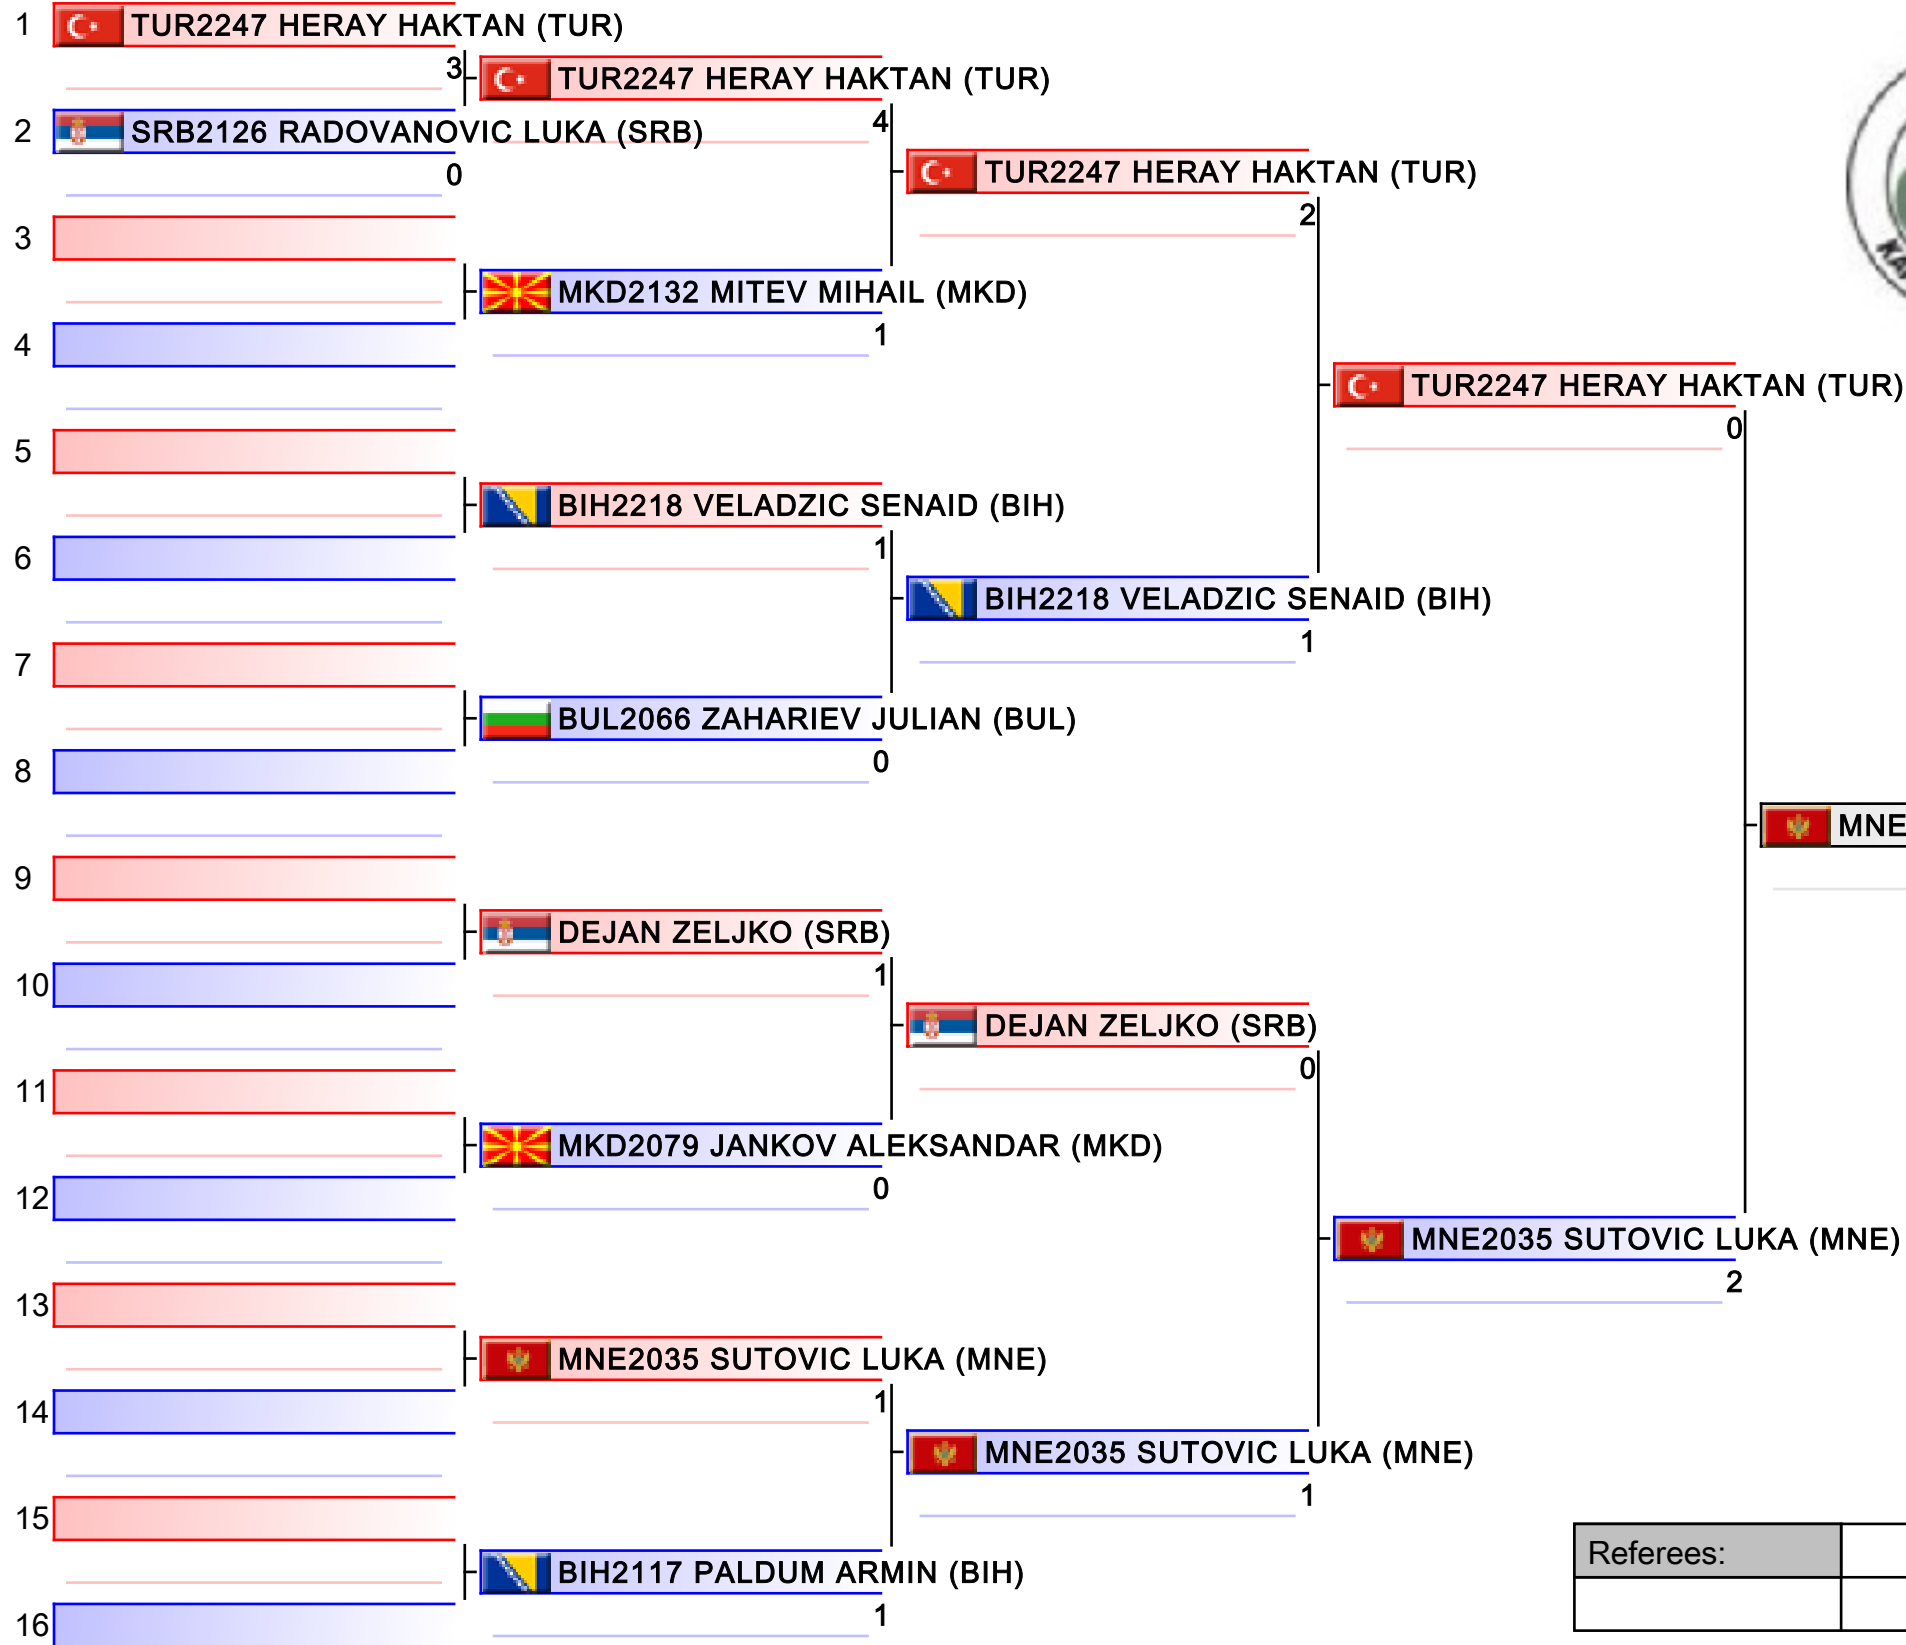 1 TUR2247 HERAY HAKTAN (TUR)
3 TUR2247 HERAY HAKTAN (TUR)
2 SRB2126 RADOVANOVIC LUKA (SRB) 4
0 TUR2247 HERAY HAKTAN (TUR)
3 2
MKD2132 MITEV MIHAIL (MKD)
4 1
TUR2247 HERAY HAKTAN (TUR)
5 0
BIH2218 VELADZIC SENAID (BIH)
6 1
BIH2218 VELADZIC SENAID (BIH)
7 1
BUL2066 ZAHARIEV JULIAN (BUL)
8 0
MNE
9
DEJAN ZELJKO (SRB)
10 1
DEJAN ZELJKO (SRB)
11 0
MKD2079 JANKOV ALEKSANDAR (MKD)
12 0
MNE2035 SUTOVIC LUKA (MNE)
13 2
MNE2035 SUTOVIC LUKA (MNE)
14 1
MNE2035 SUTOVIC LUKA (MNE)
15 1
Referees:
BIH2117 PALDUM ARMIN (BIH)
16 1